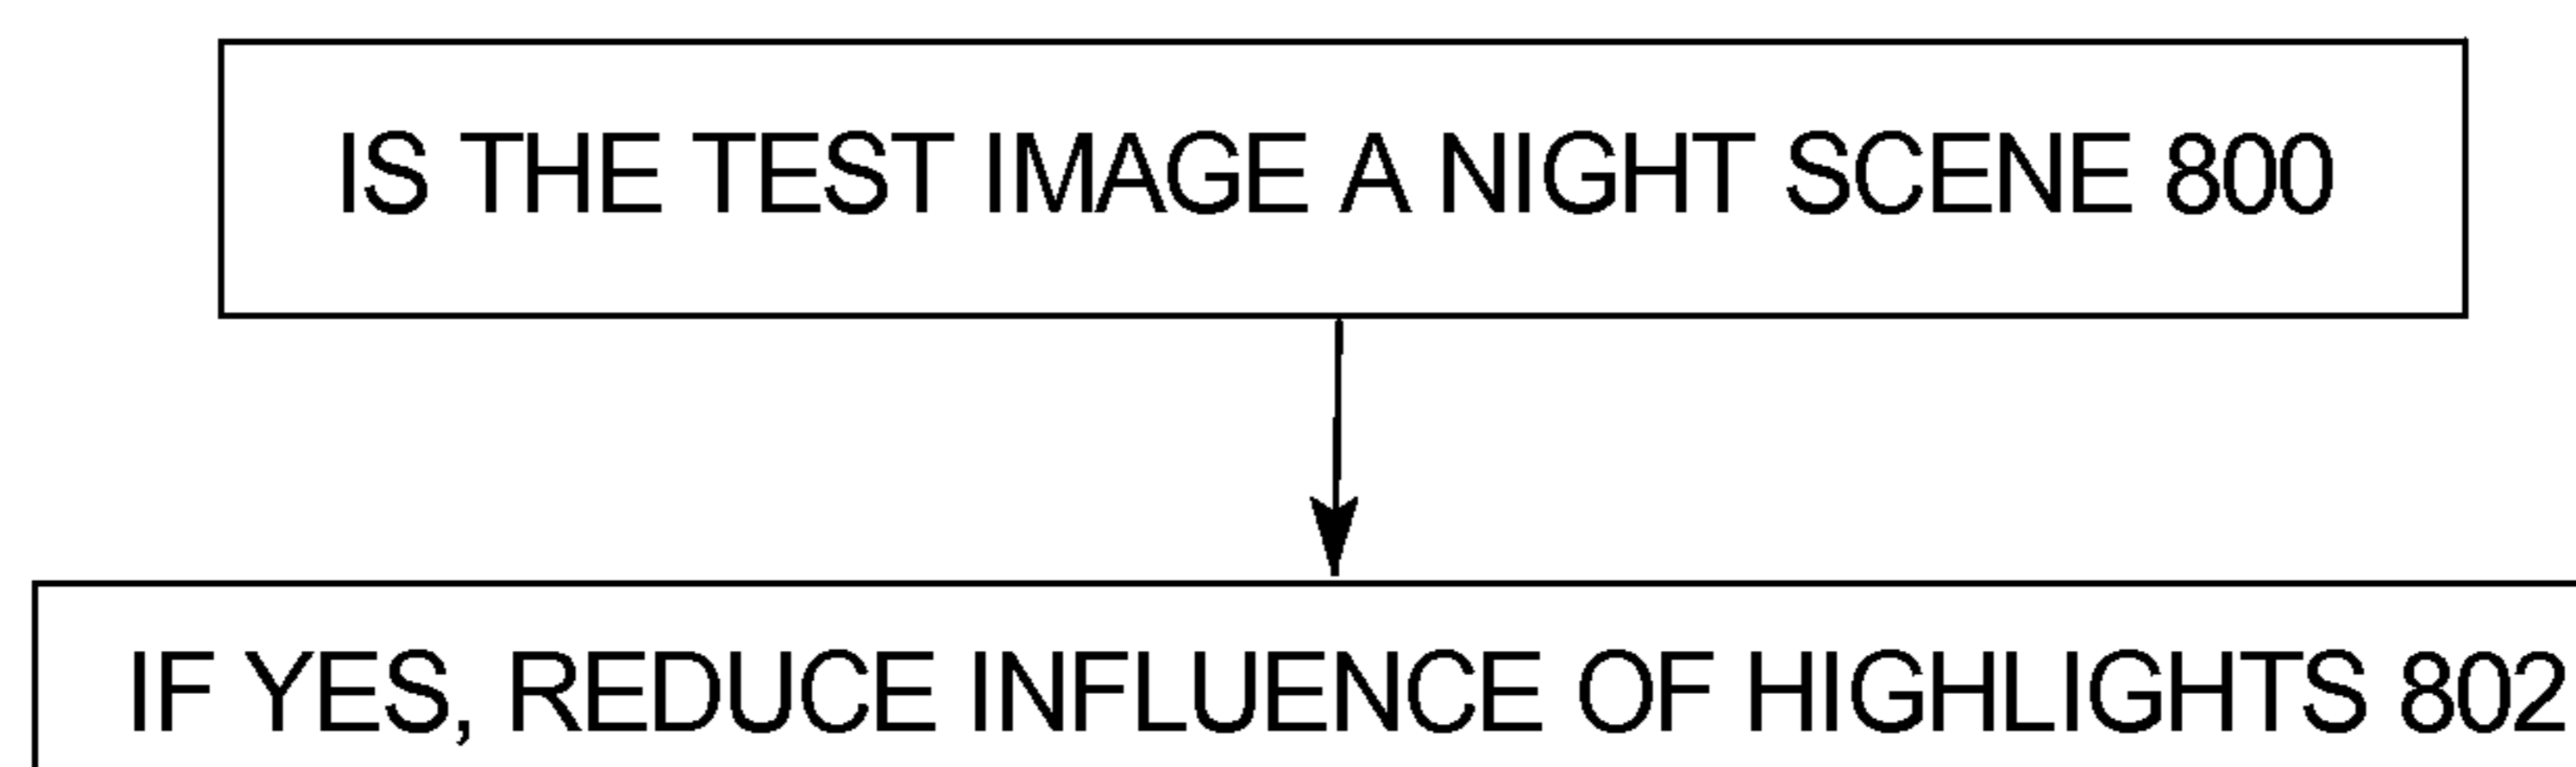 IS THE TEST IMAGE A NIGHT SCENE 800
IF YES, REDUCE INFLUENCE OF HIGHLIGHTS 802